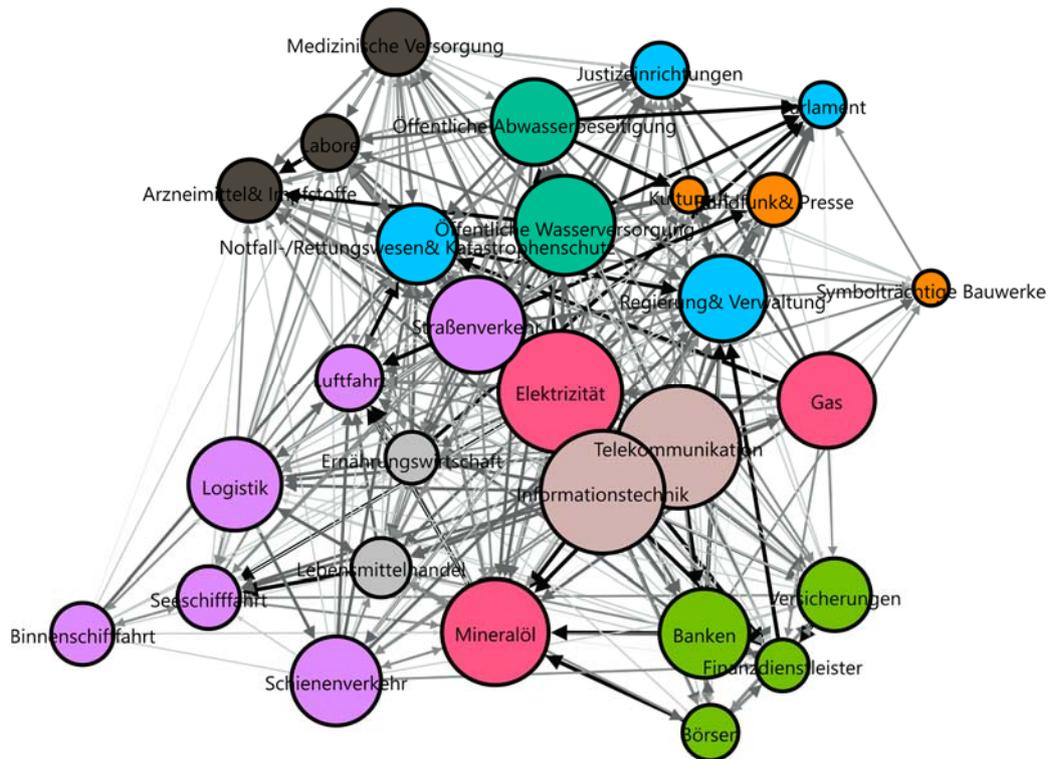 Medizinische Versorgung
Justizeinrichtungen
Parlament
Öffentliche Abwasserbeseitigung
Labore
Arzneimittel& Impfstoffe
Kultur
Rundfunk& Presse
Öffentliche Wasserversorgung
Notfall-/Rettungswesen& Katastrophenschutz
Symbolträchtige Bauwerke
Regierung& Verwaltung
Straßenverkehr
Luftfahrt
Elektrizität
Gas
Telekommunikation
Ernährungswirtschaft
Logistik
Informationstechnik
Lebensmittelhandel
Seeschifffahrt
Versicherungen
Binnenschifffahrt
Mineralöl
Banken
Finanzdienstleister
Schienenverkehr
Börsen